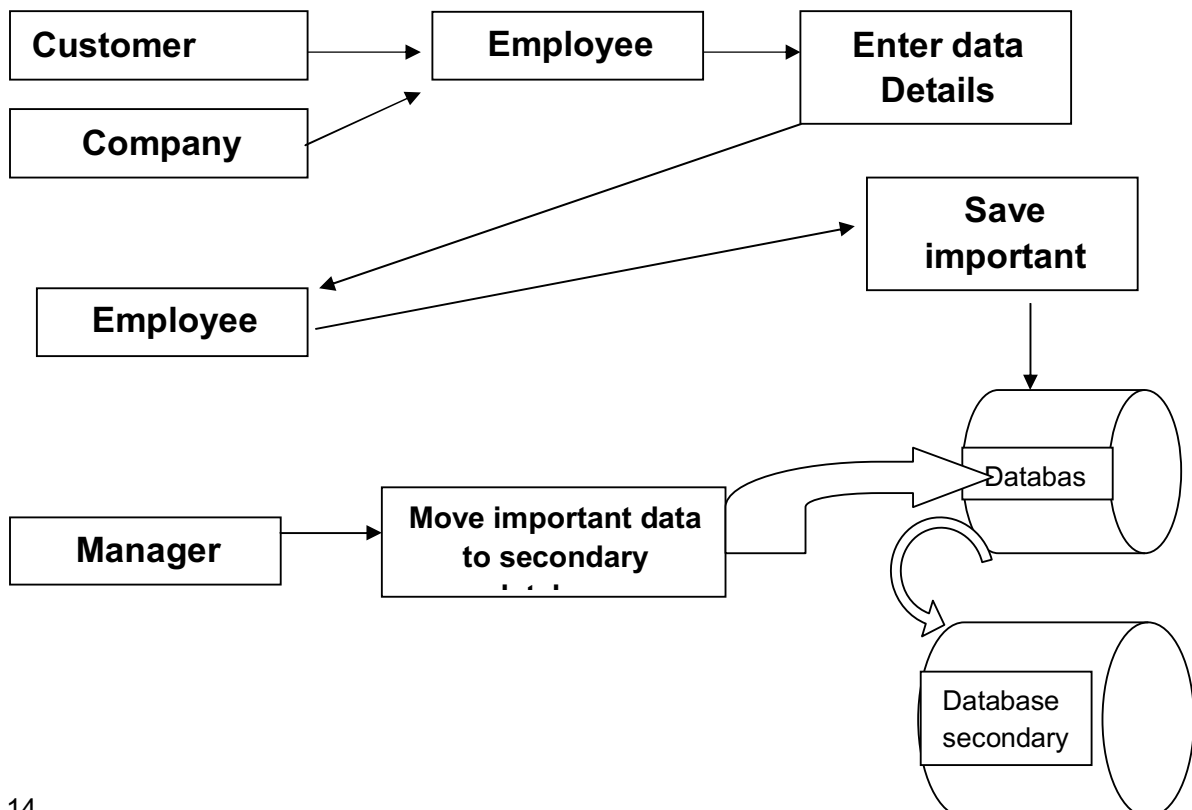 Customer
Employee
Enter data
Details
Company
Save
important
Employee
Databas
Manager
Move important data
to secondary
Database
secondary
14